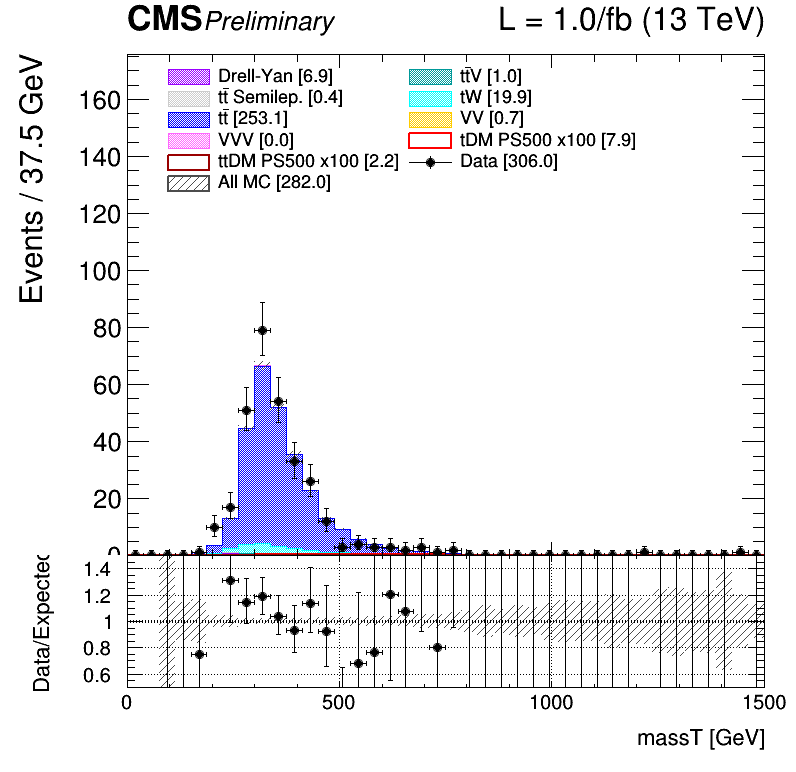 CMS Preliminary L = 1.0/fb (13 TeV)
Events / 37.5 GeV
Drell-Yan [6.9]
tt̄ Semilep. [0.4]
tt̄ [253.1]
VVV [0.0]
ttDM PS500 x100 [2.2]
All MC [282.0]
tt̄V [1.0]
tW [19.9]
VV [0.7]
tDM PS500 x100 [7.9]
Data [306.0]
160
140
120
100
80
60
40
20
0
Data/Expected
1.4
1.2
1
0.8
0.6
0 500 1000 1500
massT [GeV]